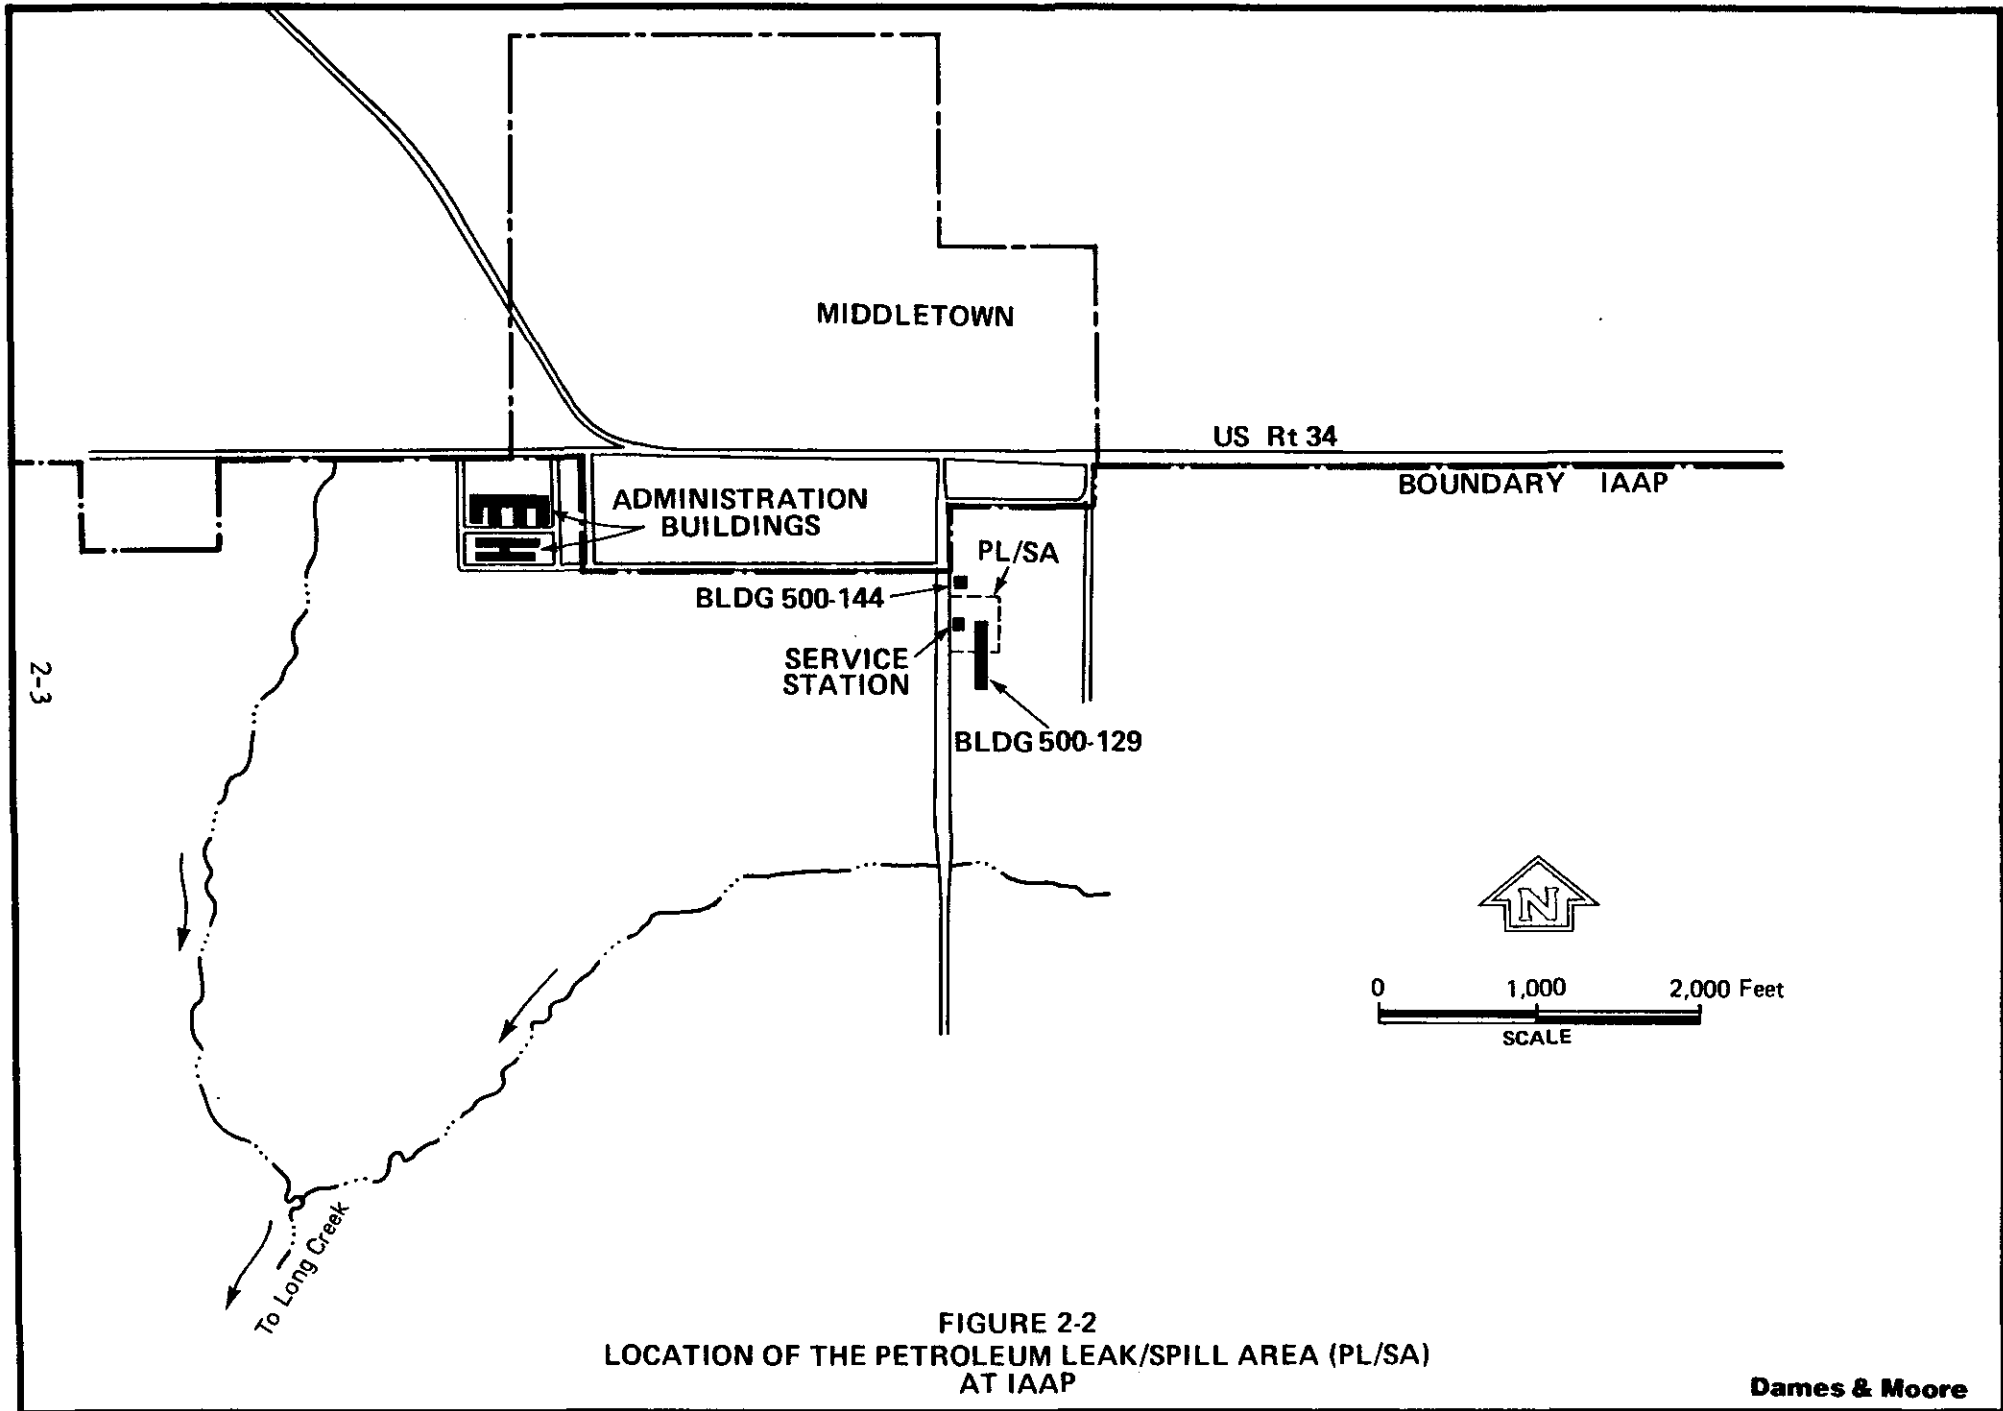 MIDDLETOWN
US Rt 34
BOUNDARY IAAP
ADMINISTRATION
BUILDINGS
PL/SA
BLDG 500-144
SERVICE
STATION
BLDG 500-129
2-3
N
0 1,000 2,000 Feet
SCALE
To Long Creek
FIGURE 2-2
LOCATION OF THE PETROLEUM LEAK/SPILL AREA (PL/SA)
AT IAAP
Dames & Moore